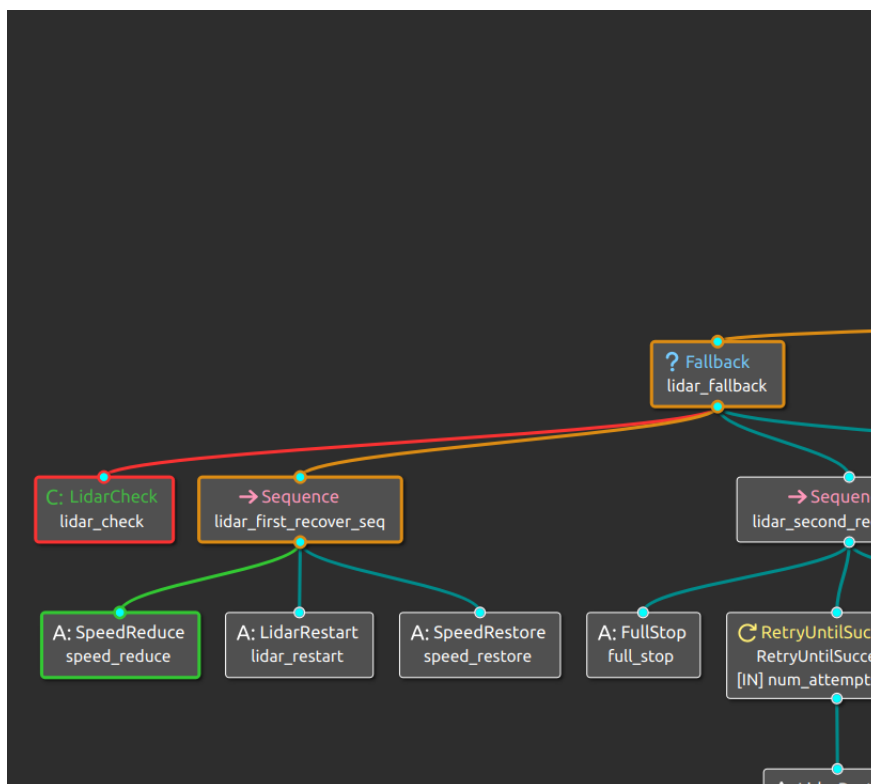 ? Fallback
lidar_fallback
C: LidarCheck
lidar_check
→ Sequence
lidar_first_recover_seq
→ Sequen
lidar_second_re
A: SpeedReduce
speed_reduce
A: LidarRestart
lidar_restart
A: SpeedRestore
speed_restore
A: FullStop
full_stop
RetryUntilSuc
RetryUntilSucce
[IN] num_attempt